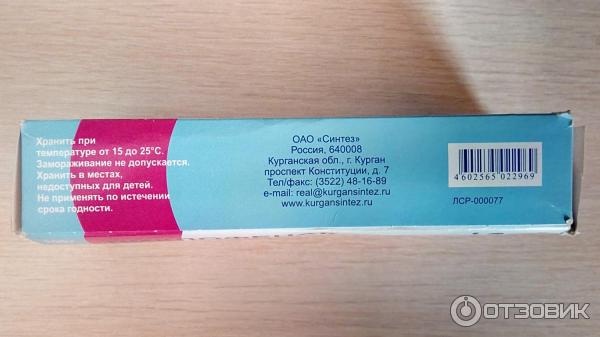 Хранить при
температуре от 15 до 25°С.
Замораживание не допускается.
Хранить в местах,
недоступных для детей.
Не применять по истечении
срока годности.
ОАО «Синтез»
Россия, 640008
Курганская обл., г. Курган
проспект Конституции, д. 7
Тел/факс: (3522) 48-16-89
e-mail: real@kurgansintez.ru
www.kurgansintez.ru
4602565 022969
ЛСР-000077
ОТЗОВИК